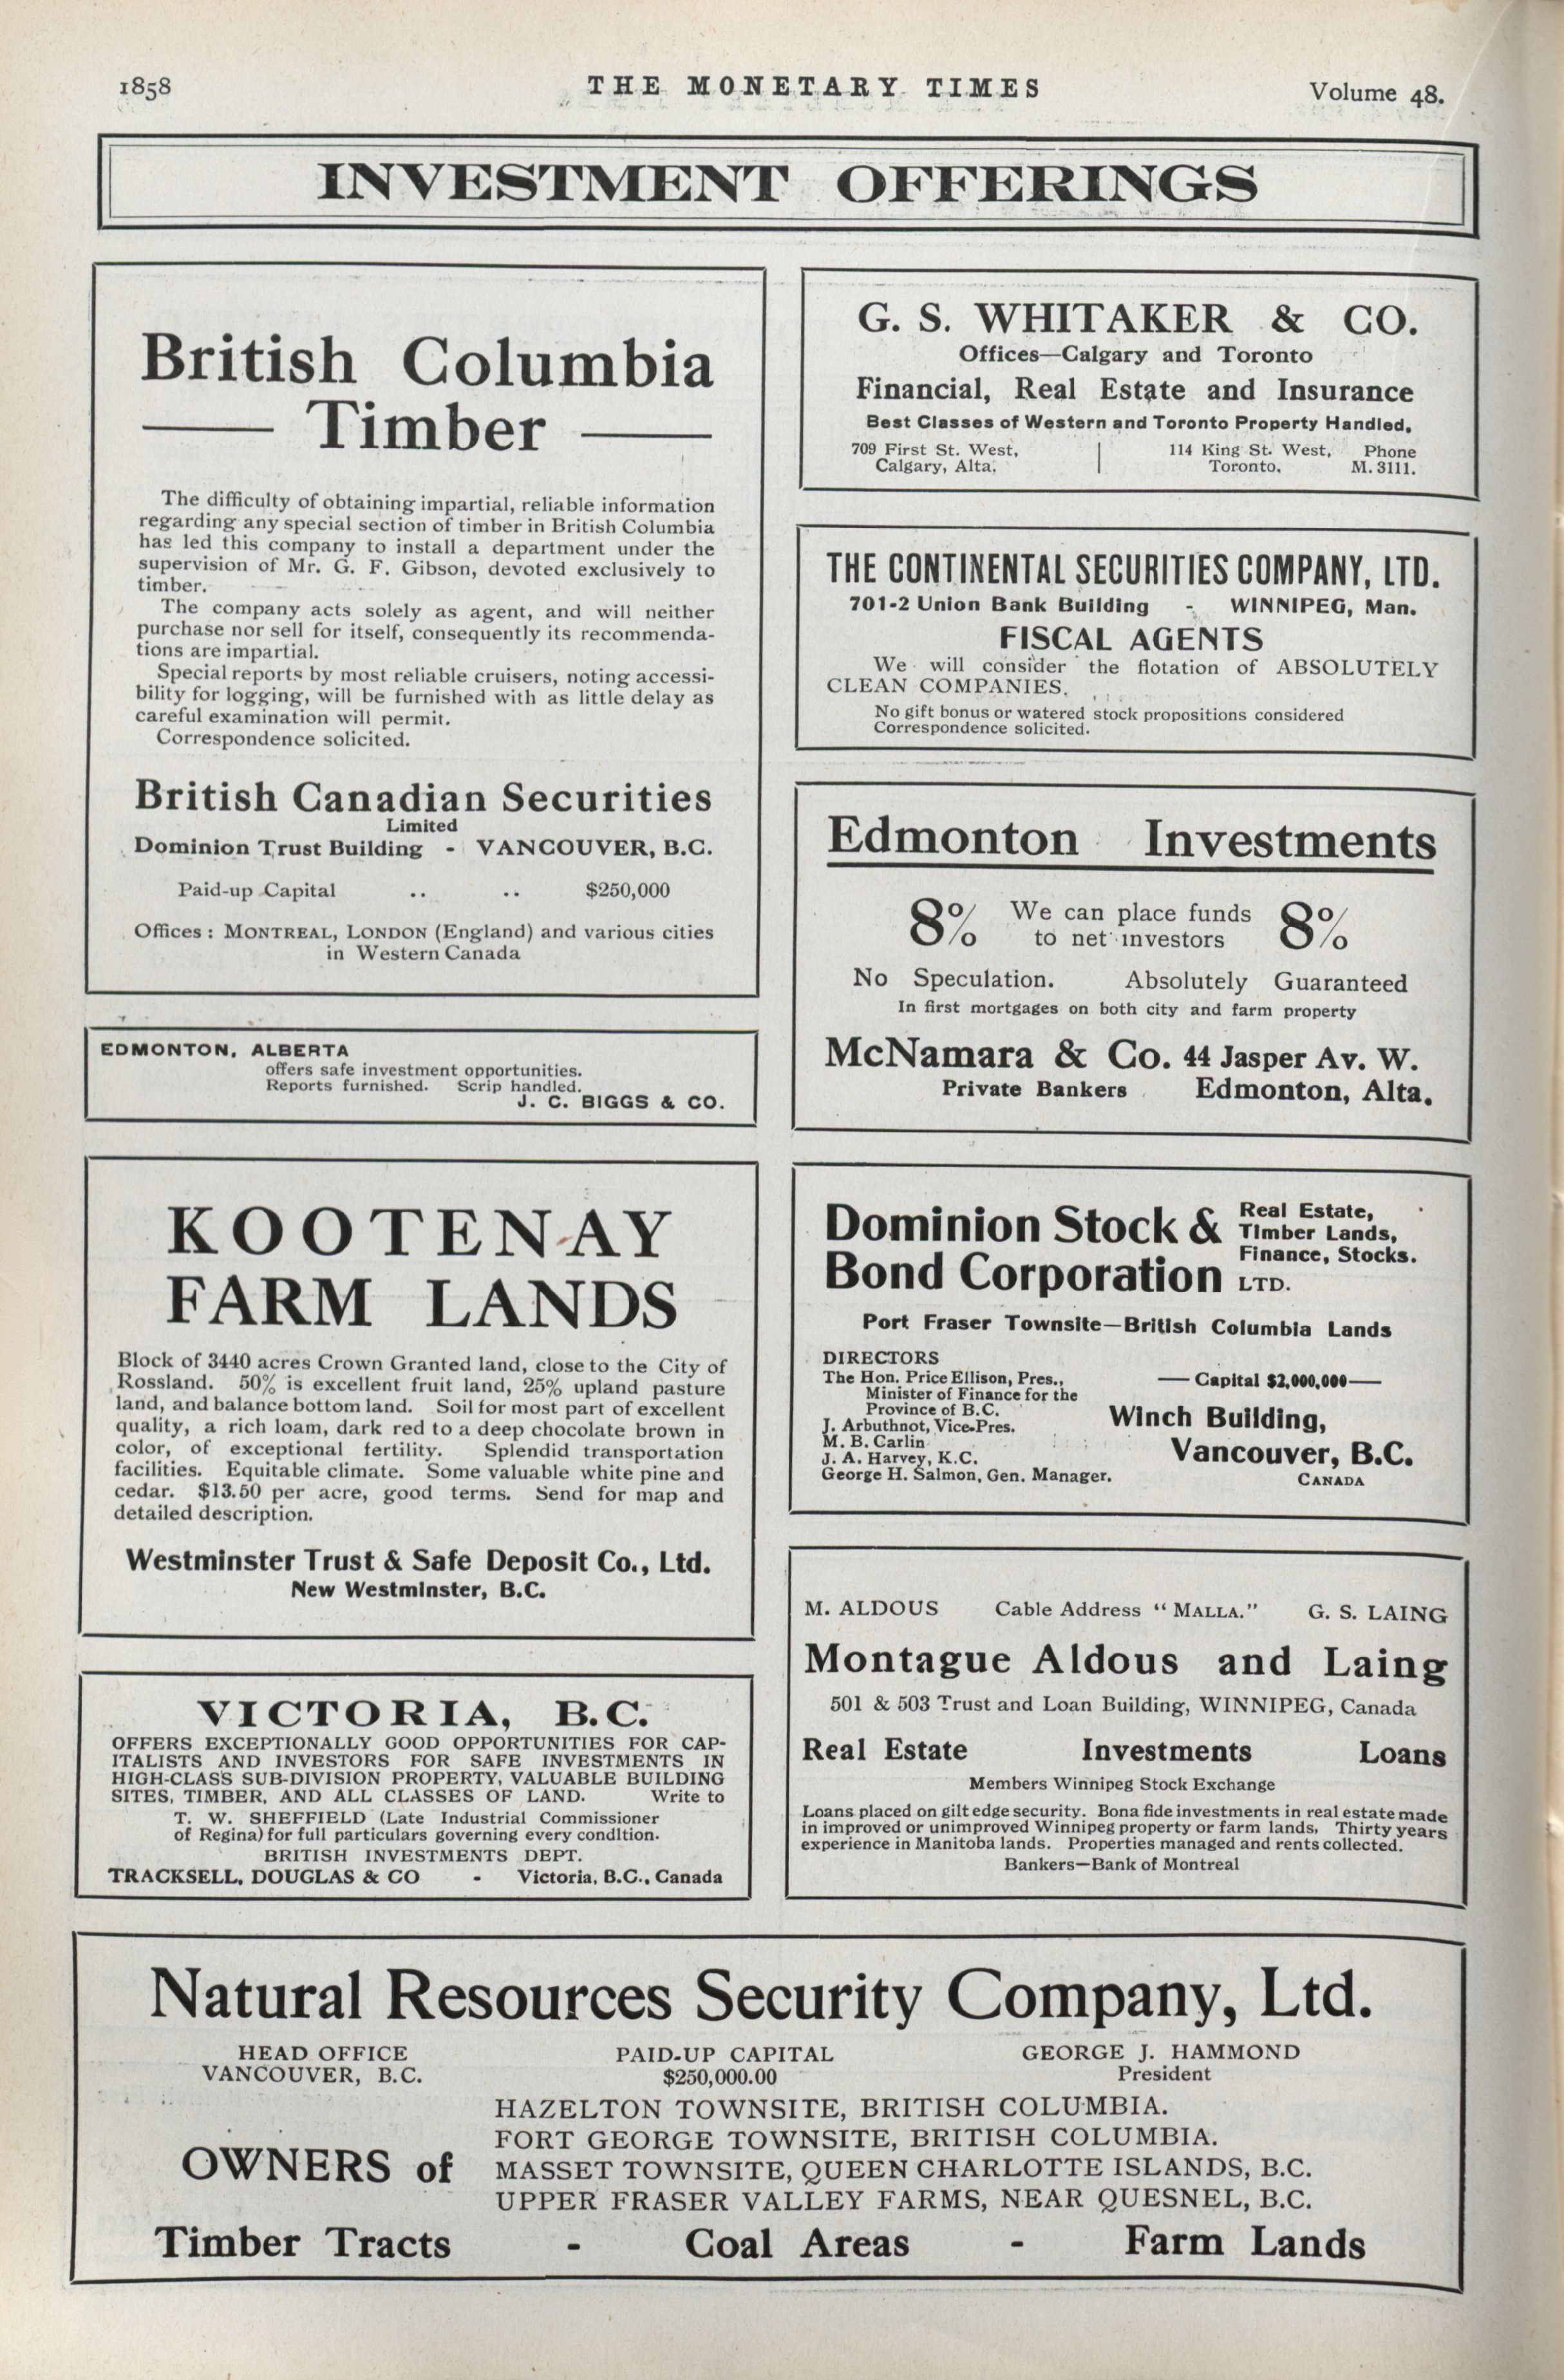 1858
THE MONETARY TIMES
Volume 48.
INVESTMENT OFFERINGS
British Columbia
Timber
The difficulty of obtaining impartial, reliable information
regarding any special section of timber in British Columbia
has led this company to install a department under the
supervision of Mr. G. F. Gibson, devoted exclusively to
timber.
The company acts solely as agent, and will neither
purchase nor sell for itself, consequently its recommenda-
tions are impartial.
Special reports by most reliable cruisers, noting accessi-
bility for logging, will be furnished with as little delay as
careful examination will permit.
Correspondence solicited.
British Canadian Securities
Limited
Dominion Trust Building - VANCOUVER, B.C.
Paid-up Capital .. .. $250,000
Offices : MONTREAL, LONDON (England) and various cities
in Western Canada
EDMONTON, ALBERTA
offers safe investment opportunities.
Reports furnished. Scrip handled.
J. C. BIGGS & CO.
KOOTENAY
FARM LANDS
Block of 3440 acres Crown Granted land, close to the City of
Rossland. 50% is excellent fruit land, 25% upland pasture
land, and balance bottom land. Soil for most part of excellent
quality, a rich loam, dark red to a deep chocolate brown in
color, of exceptional fertility. Splendid transportation
facilities. Equitable climate. Some valuable white pine and
cedar. $13.50 per acre, good terms. Send for map and
detailed description.
Westminster Trust & Safe Deposit Co., Ltd.
New Westminster, B.C.
VICTORIA, B.C.
OFFERS EXCEPTIONALLY GOOD OPPORTUNITIES FOR CAP-
ITALISTS AND INVESTORS FOR SAFE INVESTMENTS IN
HIGH-CLASS SUB-DIVISION PROPERTY, VALUABLE BUILDING
SITES, TIMBER, AND ALL CLASSES OF LAND. Write to
T. W. SHEFFIELD (Late Industrial Commissioner
of Regina) for full particulars governing every condition.
BRITISH INVESTMENTS DEPT.
TRACKSELL, DOUGLAS & CO - Victoria, B.C., Canada
G. S. WHITAKER & CO.
Offices—Calgary and Toronto
Financial, Real Estate and Insurance
Best Classes of Western and Toronto Property Handled.
709 First St. West, 114 King St. West, Phone
Calgary, Alta. Toronto. M. 3111.
THE CONTINENTAL SECURITIES COMPANY, LTD.
701-2 Union Bank Building - WINNIPEG, Man.
FISCAL AGENTS
We will consider the flotation of ABSOLUTELY
CLEAN COMPANIES.
No gift bonus or watered stock propositions considered
Correspondence solicited.
Edmonton Investments
8% We can place funds 8%
to net investors
No Speculation. Absolutely Guaranteed
In first mortgages on both city and farm property
McNamara & Co. 44 Jasper Av. W.
Private Bankers Edmonton, Alta.
Dominion Stock & Real Estate,
Timber Lands,
Finance, Stocks.
Bond Corporation LTD.
Port Fraser Townsite—British Columbia Lands
DIRECTORS
The Hon. Price Ellison, Pres.,
Minister of Finance for the
Province of B.C.
J. Arbuthnot, Vice-Pres.
M. B. Carlin
J. A. Harvey, K.C.
George H. Salmon, Gen. Manager.
— Capital $2,000,000 —
Winch Building,
Vancouver, B.C.
CANADA
M. ALDOUS Cable Address "MALLA." G. S. LAING
Montague Aldous and Laing
501 & 503 Trust and Loan Building, WINNIPEG, Canada
Real Estate Investments Loans
Members Winnipeg Stock Exchange
Loans placed on gilt edge security. Bona fide investments in real estate made
in improved or unimproved Winnipeg property or farm lands. Thirty years
experience in Manitoba lands. Properties managed and rents collected.
Bankers—Bank of Montreal
Natural Resources Security Company, Ltd.
HEAD OFFICE PAID-UP CAPITAL GEORGE J. HAMMOND
VANCOUVER, B.C. $250,000.00 President
OWNERS of
HAZELTON TOWNSITE, BRITISH COLUMBIA.
FORT GEORGE TOWNSITE, BRITISH COLUMBIA.
MASSET TOWNSITE, QUEEN CHARLOTTE ISLANDS, B.C.
UPPER FRASER VALLEY FARMS, NEAR QUESNEL, B.C.
Timber Tracts - Coal Areas - Farm Lands